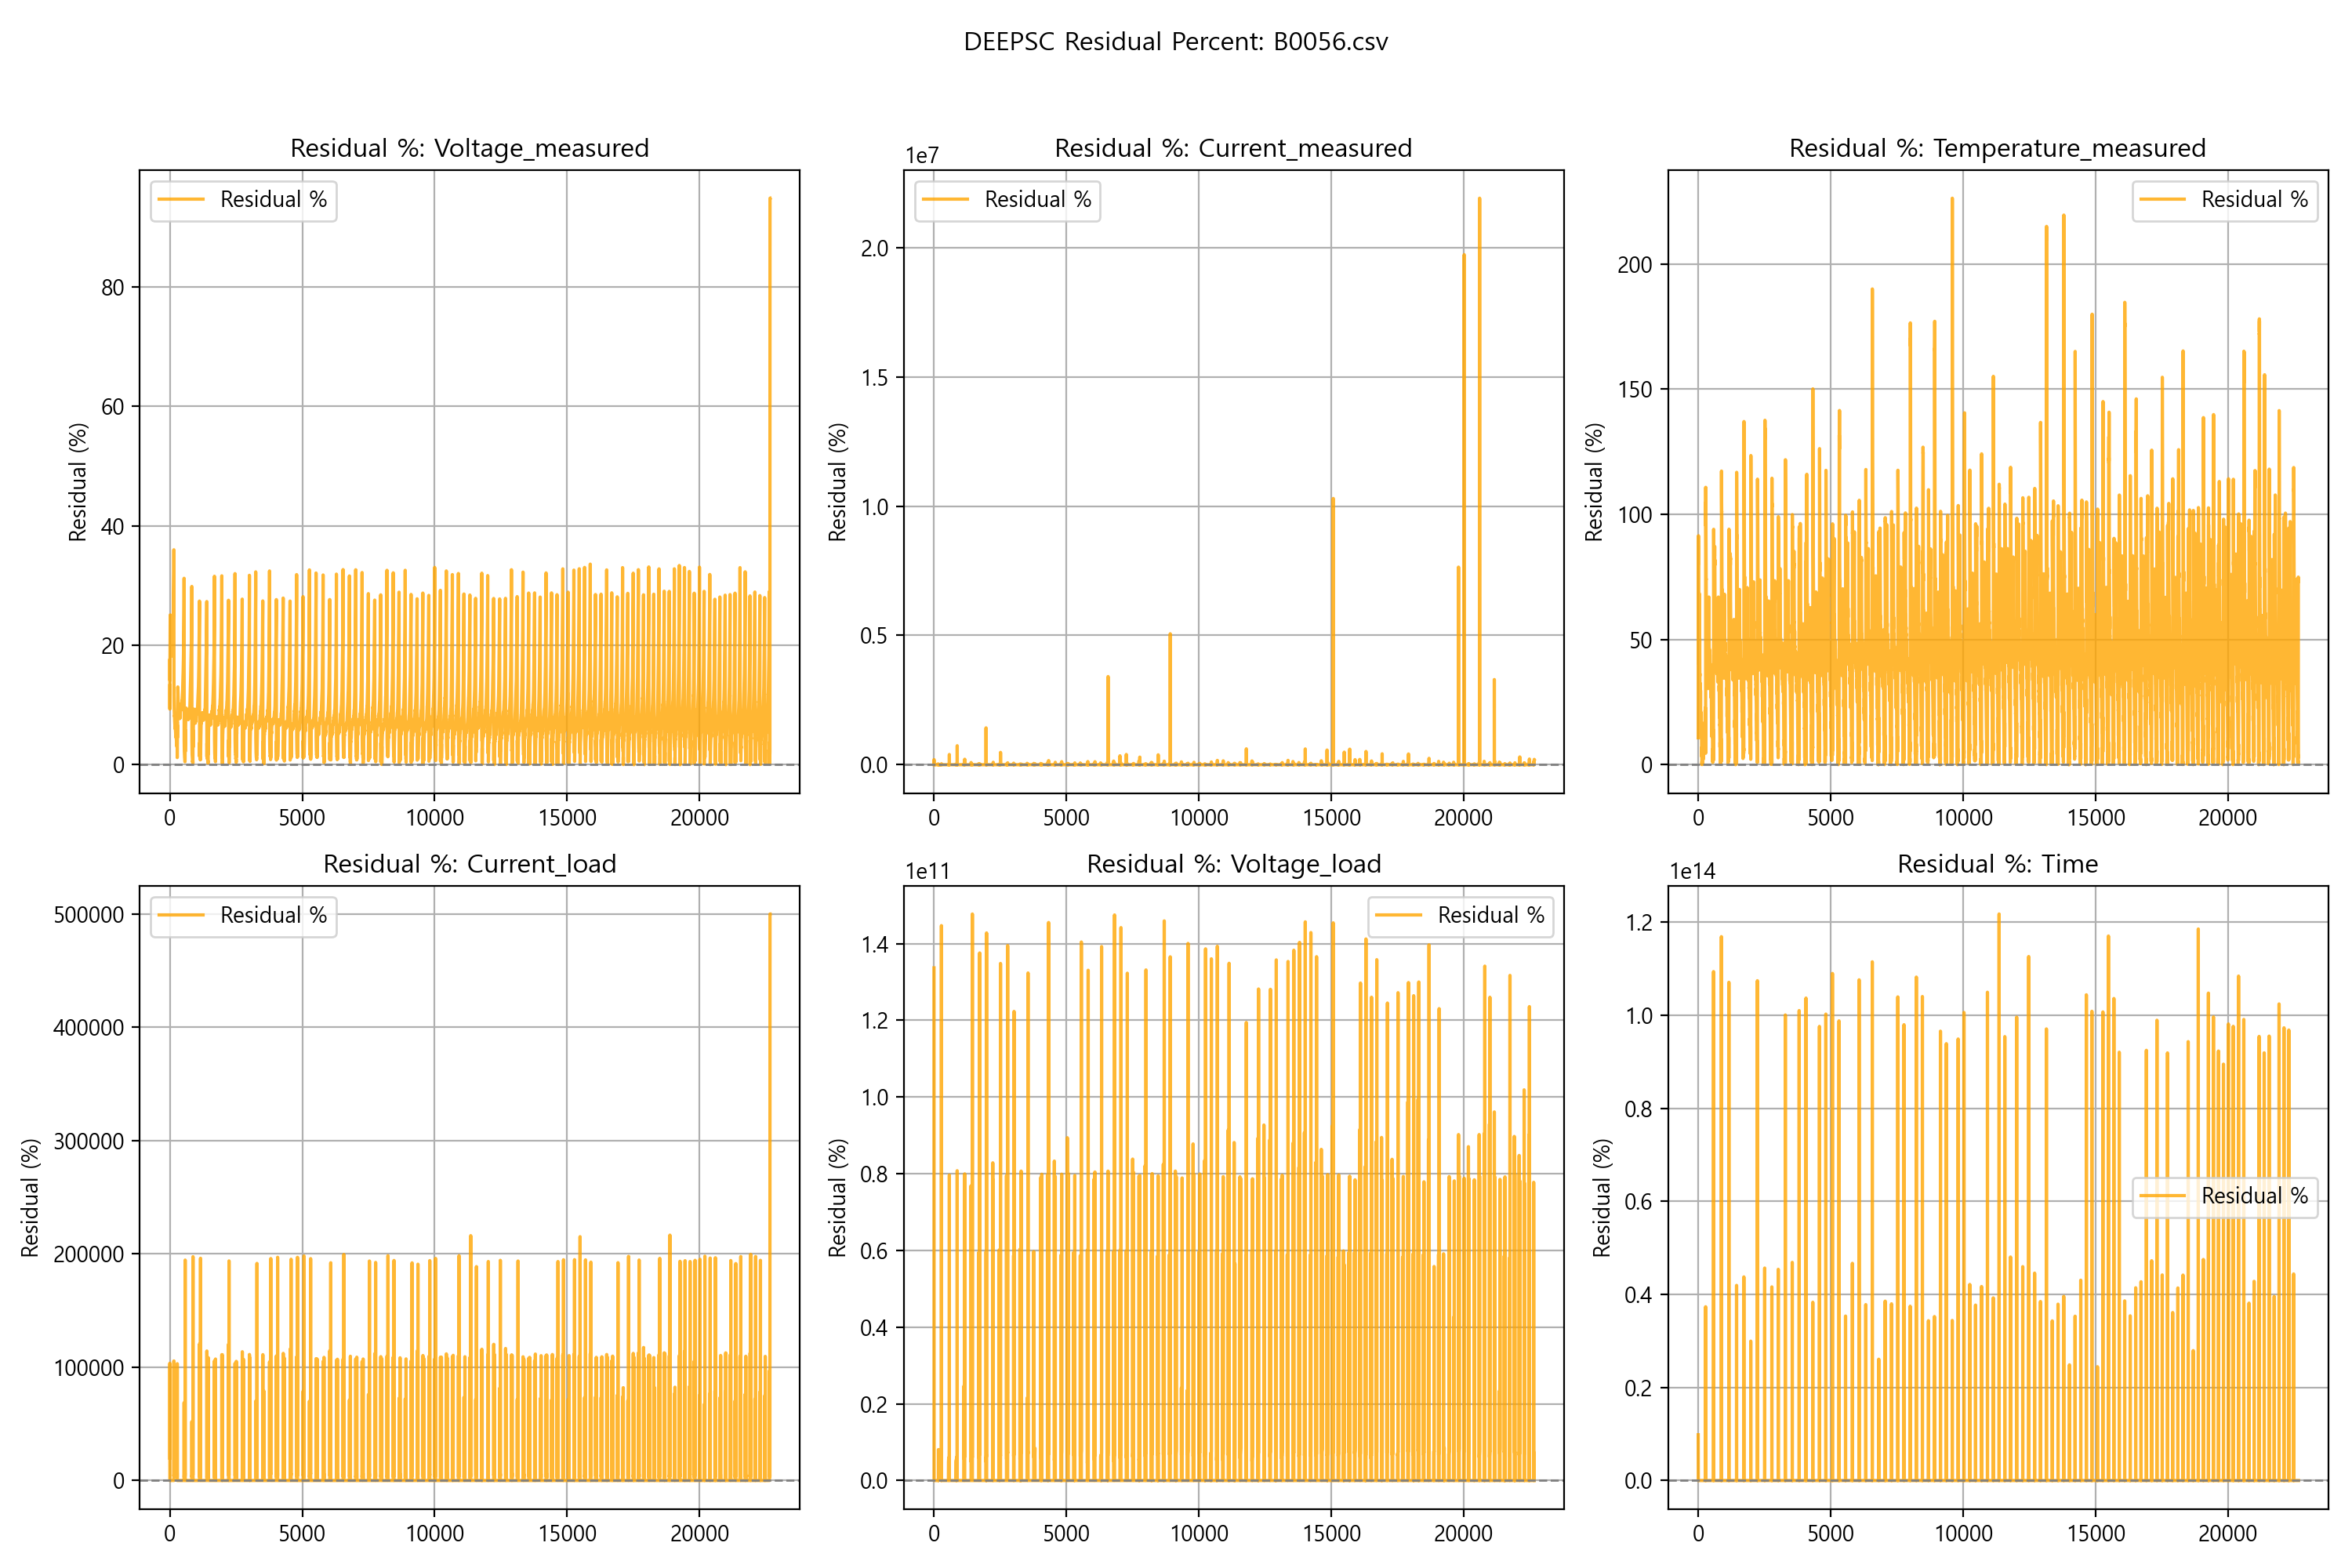 DEEPSC Residual Percent: B0056.csv
Residual %: Voltage_measured
Residual %
Residual (%)
80
60
40
20
0
0 5000 10000 15000 20000
Residual %: Current_measured
1e7
Residual %
Residual (%)
2.0
1.5
1.0
0.5
0.0
0 5000 10000 15000 20000
Residual %: Temperature_measured
Residual %
Residual (%)
200
150
100
50
0
0 5000 10000 15000 20000
Residual %: Current_load
Residual %
Residual (%)
500000
400000
300000
200000
100000
0
0 5000 10000 15000 20000
Residual %: Voltage_load
1e11
Residual %
Residual (%)
1.4
1.2
1.0
0.8
0.6
0.4
0.2
0.0
0 5000 10000 15000 20000
Residual %: Time
1e14
Residual %
Residual (%)
1.2
1.0
0.8
0.6
0.4
0.2
0.0
0 5000 10000 15000 20000